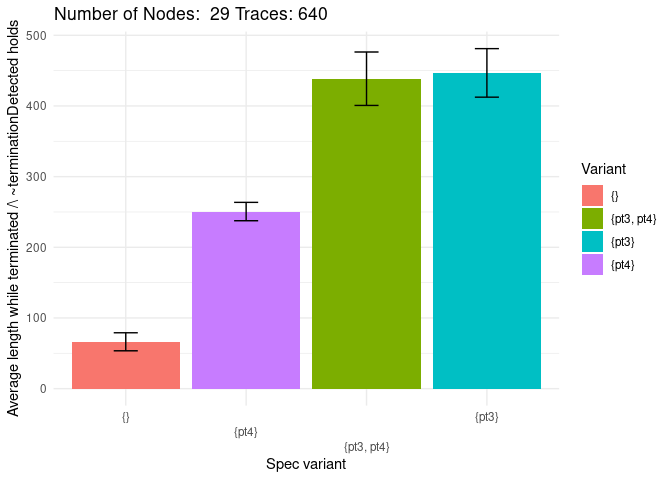 Number of Nodes:  29 Traces: 640
Average length while terminated /\ ~terminationDetected holds
500
400
300
200
100
0
{}
{pt4}
{pt3, pt4}
{pt3}
Spec variant
Variant
{}
{pt3, pt4}
{pt3}
{pt4}